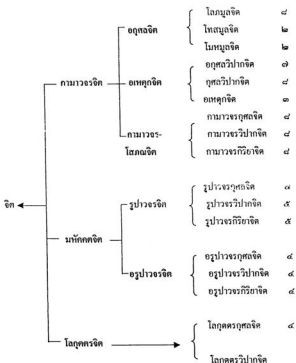 โลภมูลจิต ๘
อกุศลจิต โทสมูลจิต ๒
โมหมูลจิต ๒
อกุศลวิปากจิต ๗
กามาวจรจิต อเหตุกจิต กุศลวิปากจิต ๘
อเหตุกจิต ๓
กามาวจรกุศลจิต ๘
กามาวจร- กามาวจรวิปากจิต ๘
โสภณจิต กามาวจรกิริยาจิต ๘
รูปาวจรกุศลจิต
จิต รูปาวจรจิต รูปาวจรวิปากจิต ๕
รูปาวจรกิริยาจิต ๕
มหัคคตจิต
อรูปาวจรกุศลจิต ๔
อรูปาวจรจิต อรูปาวจรวิปากจิต ๔
อรูปาวจรกิริยาจิต ๔
โลกุตตรกุศลจิต ๔
โลกุตตรจิต
โลกุตตรวิปากจิต